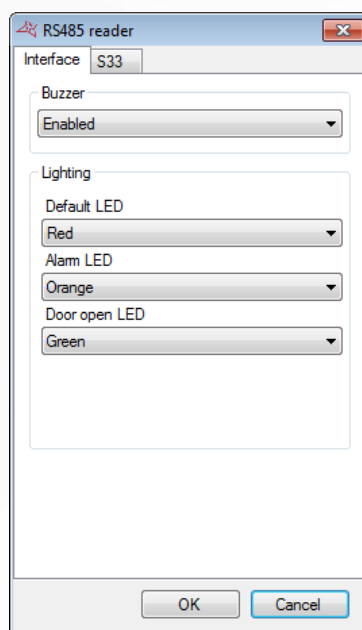 RS485 reader
Interface S33
Buzzer
Enabled
Lighting
Default LED
Red
Alarm LED
Orange
Door open LED
Green
OK Cancel